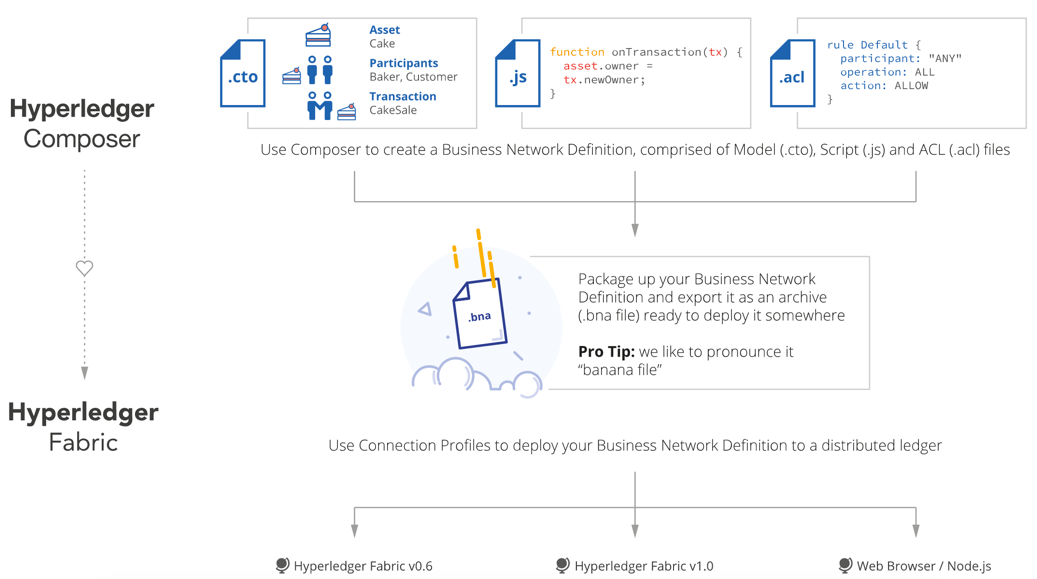 Hyperledger
Composer
.cto
Asset
Cake
Participants
Baker, Customer
Transaction
CakeSale
.js
function onTransaction(tx) {
asset.owner =
tx.newOwner;
}
.acl
rule Default {
participant: "ANY"
operation: ALL
action: ALLOW
}
Use Composer to create a Business Network Definition, comprised of Model (.cto), Script (.js) and ACL (.acl) files
.bna
Package up your Business Network
Definition and export it as an archive
(.bna file) ready to deploy it somewhere
Pro Tip: we like to pronounce it
“banana file”
Hyperledger
Fabric
Use Connection Profiles to deploy your Business Network Definition to a distributed ledger
Hyperledger Fabric v0.6
Hyperledger Fabric v1.0
Web Browser / Node.js